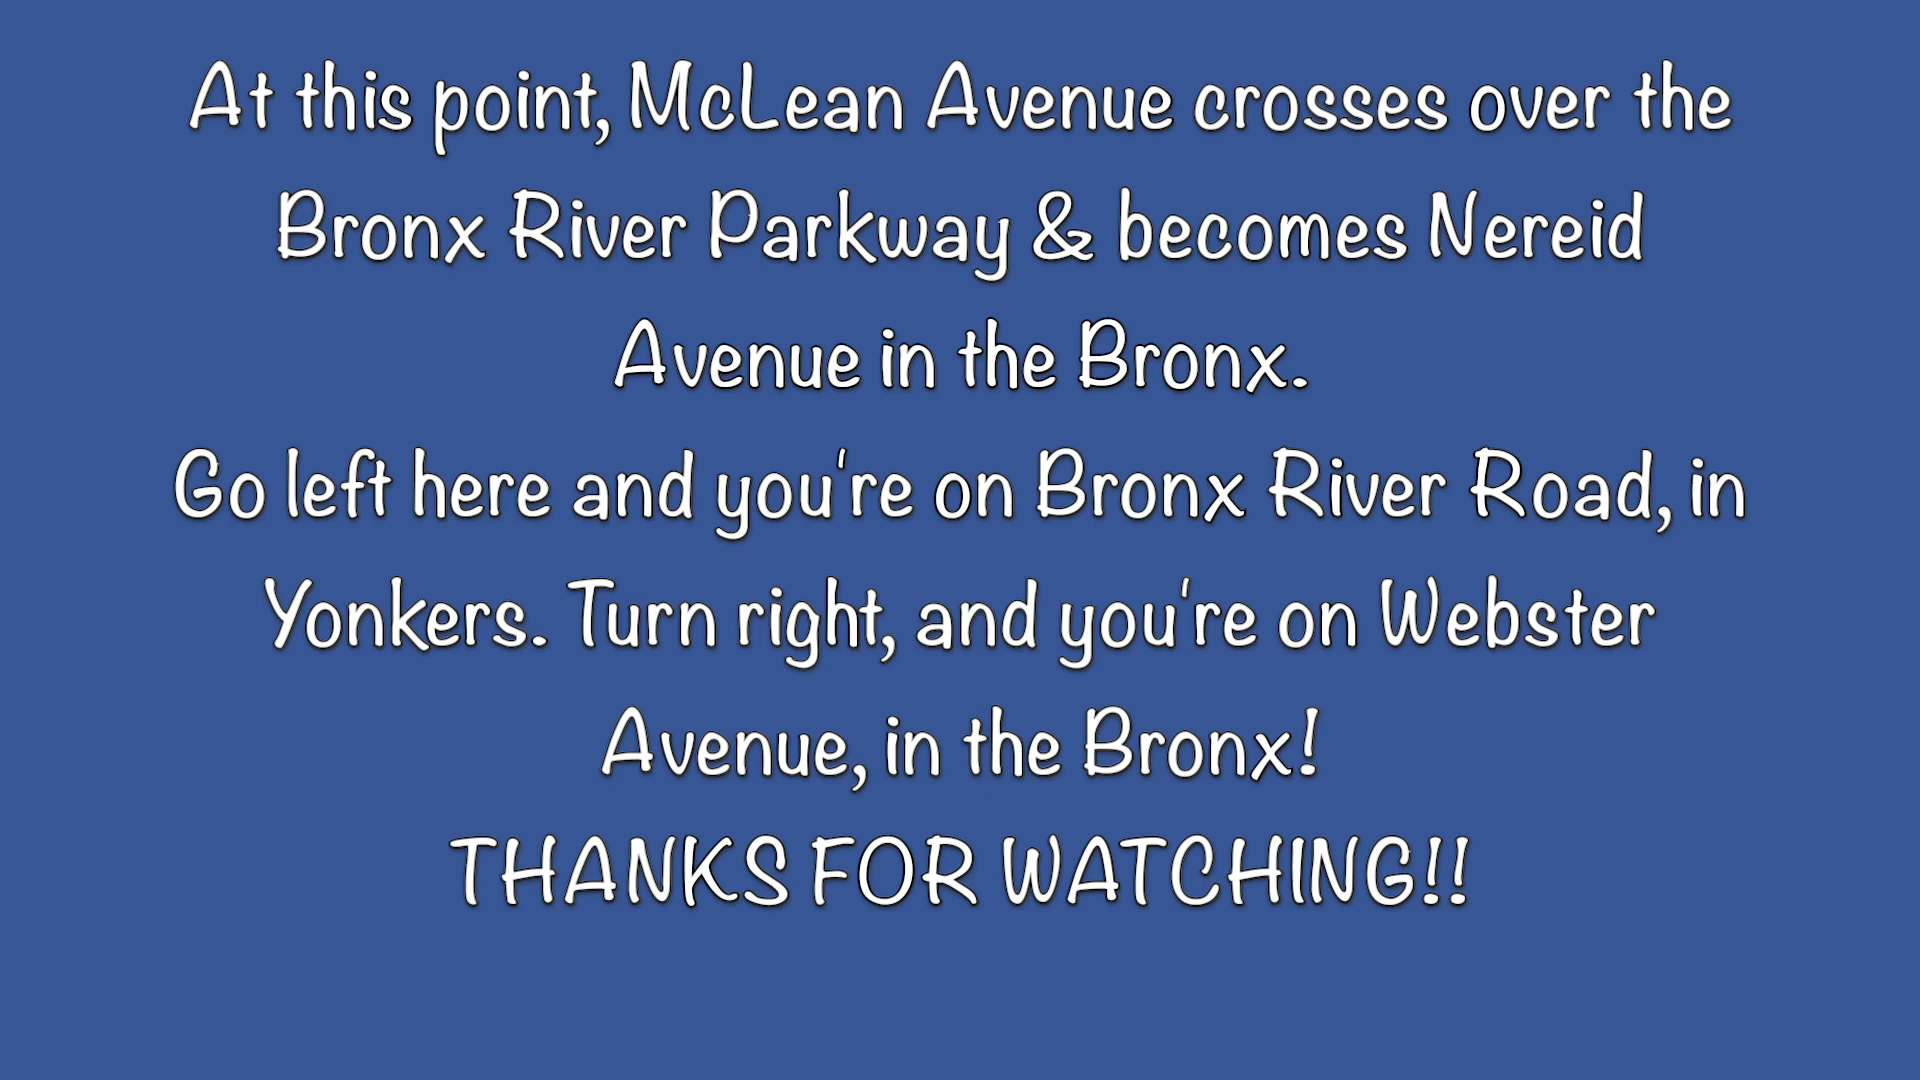 At this point, McLean Avenue crosses over the
Bronx River Parkway & becomes Nereid
Avenue in the Bronx.
Go left here and you're on Bronx River Road, in
Yonkers. Turn right, and you're on Webster
Avenue, in the Bronx!
THANKS FOR WATCHING!!